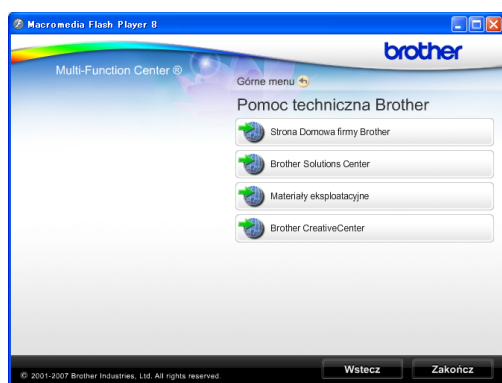 Macromedia Flash Player 8
brother
Multi-Function Center ®
Górne menu
Pomoc techniczna Brother
Strona Domowa firmy Brother
Brother Solutions Center
Materiały eksploatacyjne
Brother CreativeCenter
© 2001-2007 Brother Industries, Ltd. All rights reserved.
Wstecz
Zakończ